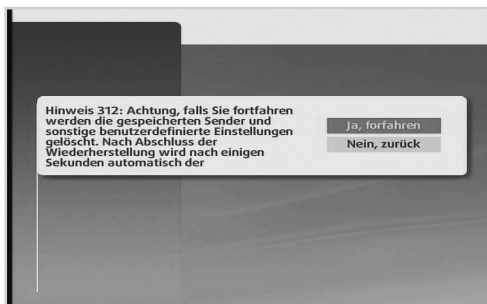 Hinweis 312: Achtung, falls Sie fortfahren
werden die gespeicherten Sender und
sonstige benutzerdefinierte Einstellungen
gelöscht. Nach Abschluss der
Wiederherstellung wird nach einigen
Sekunden automatisch der
Ja, forfahren
Nein, zurück